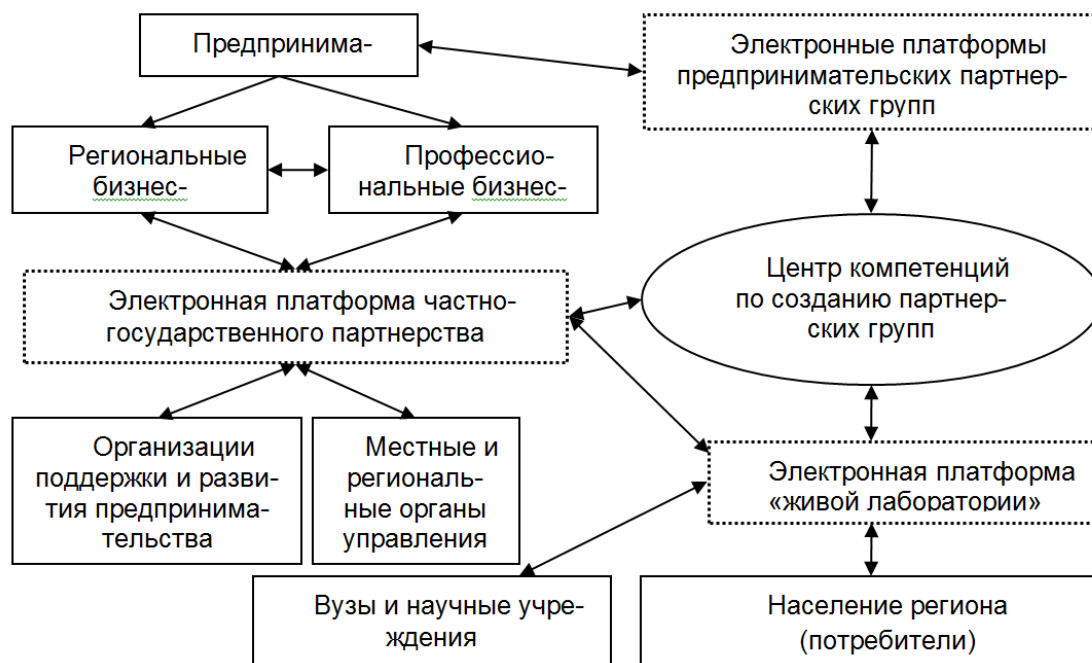 Предпринима-
Электронные платформы
предпринимательских партнер-
ских групп
Региональные
бизнес-
Профессио-
нальные бизнес-
Центр компетенций
по созданию партнер-
ских групп
Электронная платформа частно-
государственного партнерства
Организации
поддержки и разви-
тия предпринима-
тельства
Местные и
региональ-
ные органы
управления
Электронная платформа
«живой лаборатории»
Вузы и научные учре-
ждения
Население региона
(потребители)